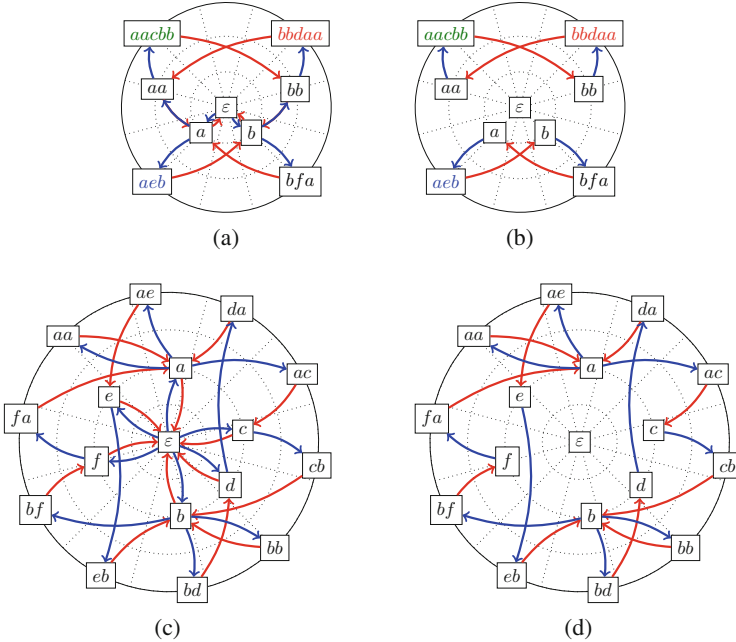 aacbb bbdaa
aa bb
ε
a b
aeb bfa
(a)
aacbb bbdaa
aa bb
ε
a b
aeb bfa
(b)
ae da
aa
a ac
e
fa c
ε
f cb
d
bf b
bb
eb bd
(c)
ae da
aa
a ac
e
fa c
ε
f cb
d
bf b
bb
eb bd
(d)